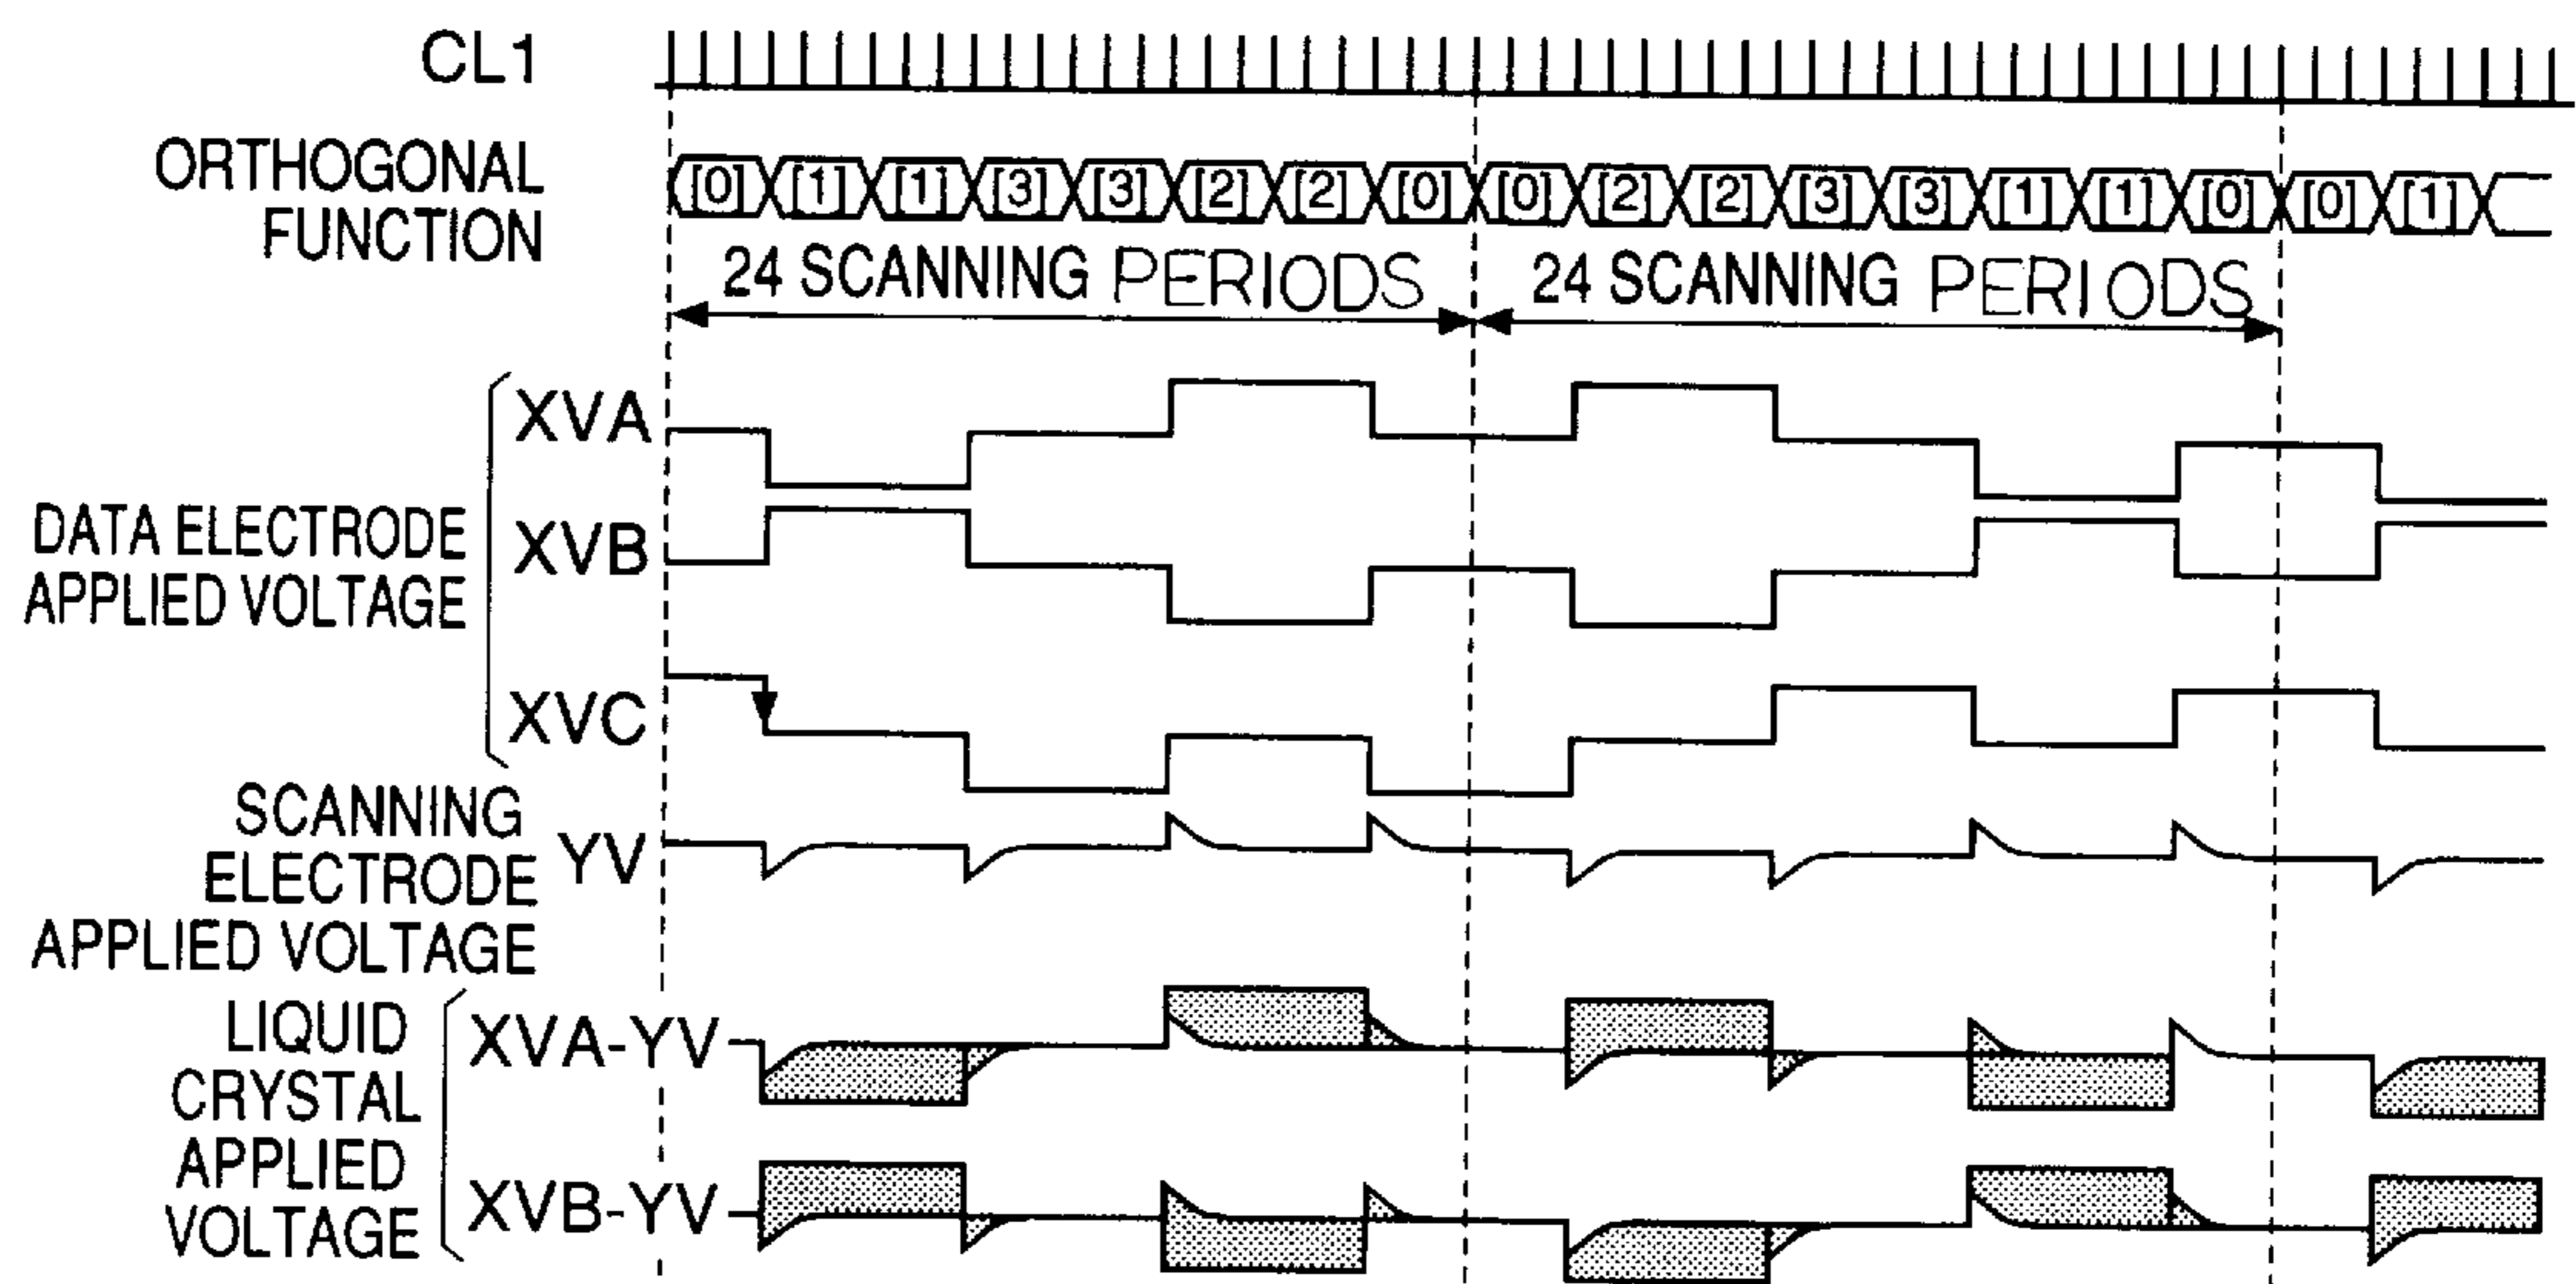 CL1
ORTHOGONAL
FUNCTION
[0] [1] [1] [3] [3] [2] [2] [0] [0] [2] [2] [3] [3] [1] [1] [0] [0] [1]
24 SCANNING PERIODS 24 SCANNING PERIODS
DATA ELECTRODE
APPLIED VOLTAGE
XVA
XVB
XVC
SCANNING
ELECTRODE
APPLIED VOLTAGE
YV
LIQUID
CRYSTAL
APPLIED
VOLTAGE
XVA-YV
XVB-YV